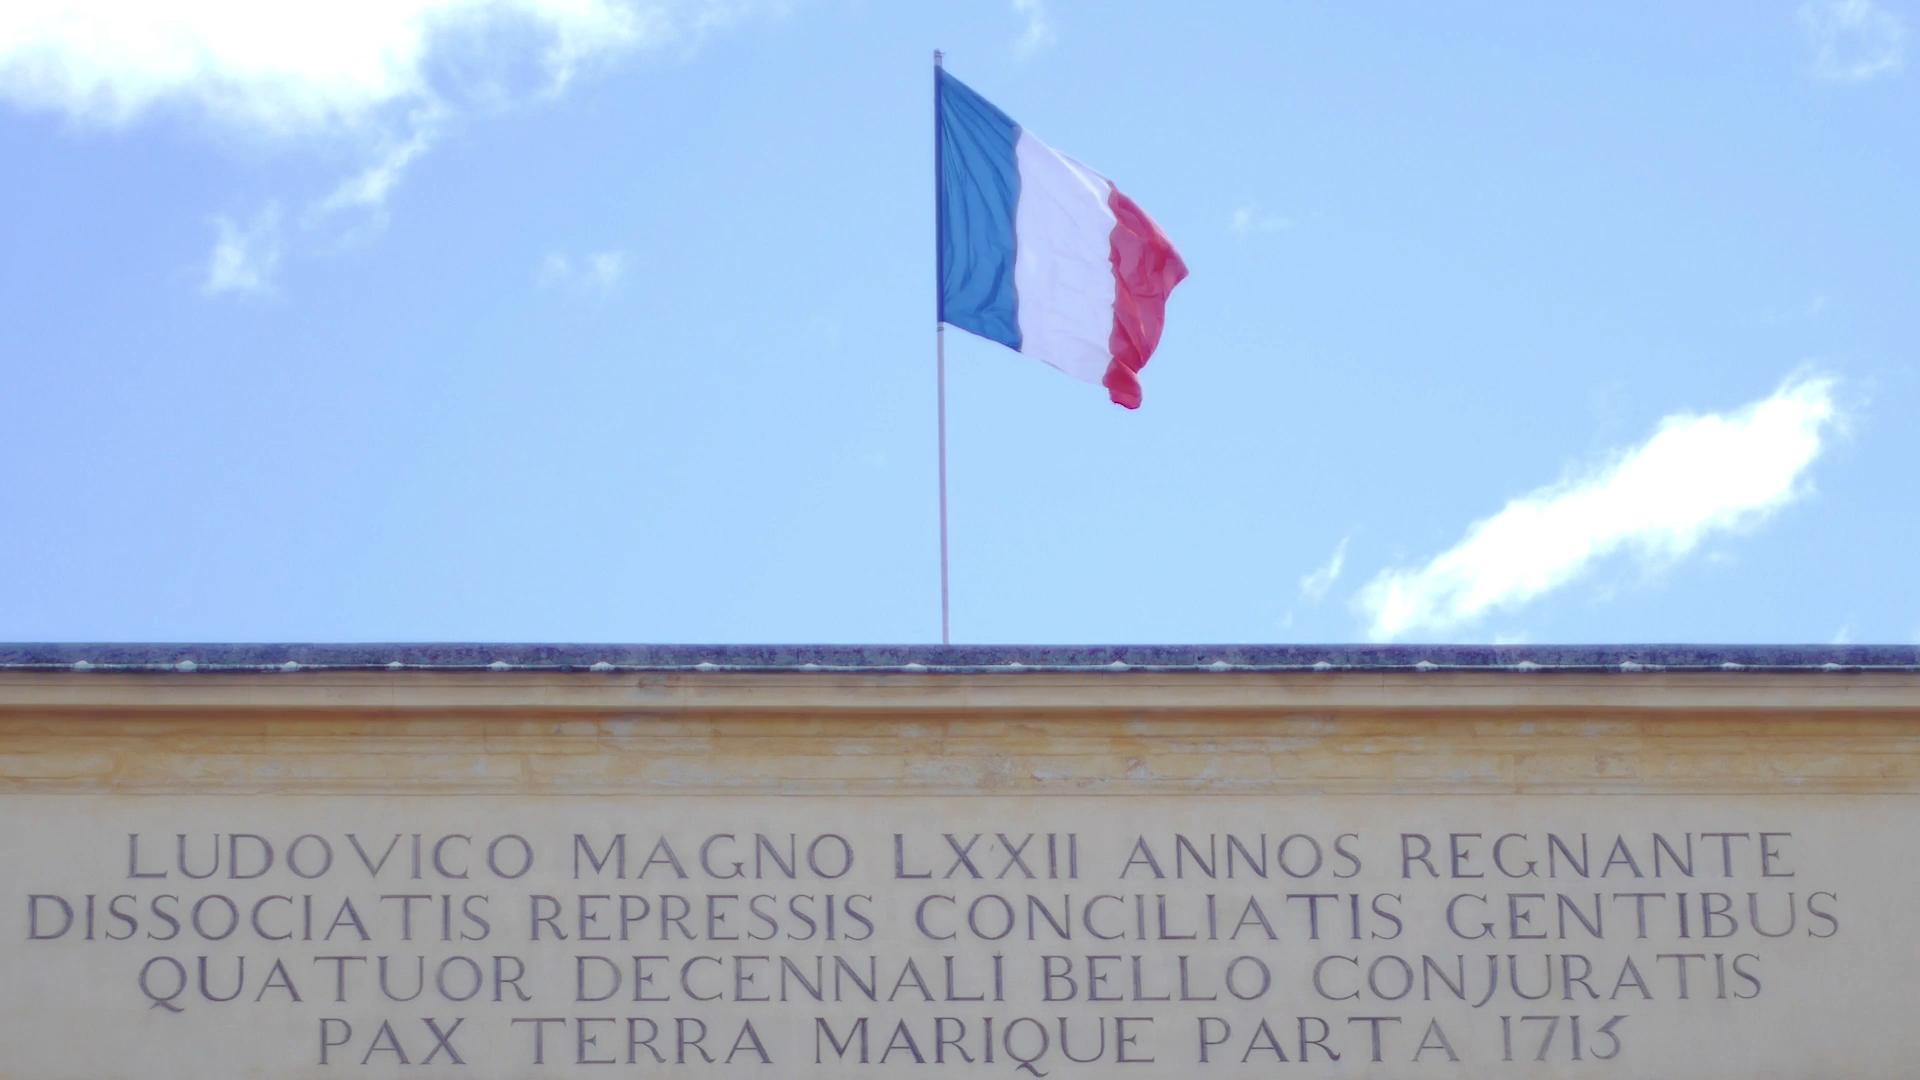 LUDOVICO MAGNO LXXII ANNOS REGNANTE
DISSOCIATIS REPRESSIS CONCILIATIS GENTIBUS
QUATUOR DECENNALI BELLO CONJURATIS
PAX TERRA MARIQUE PARTA 1715